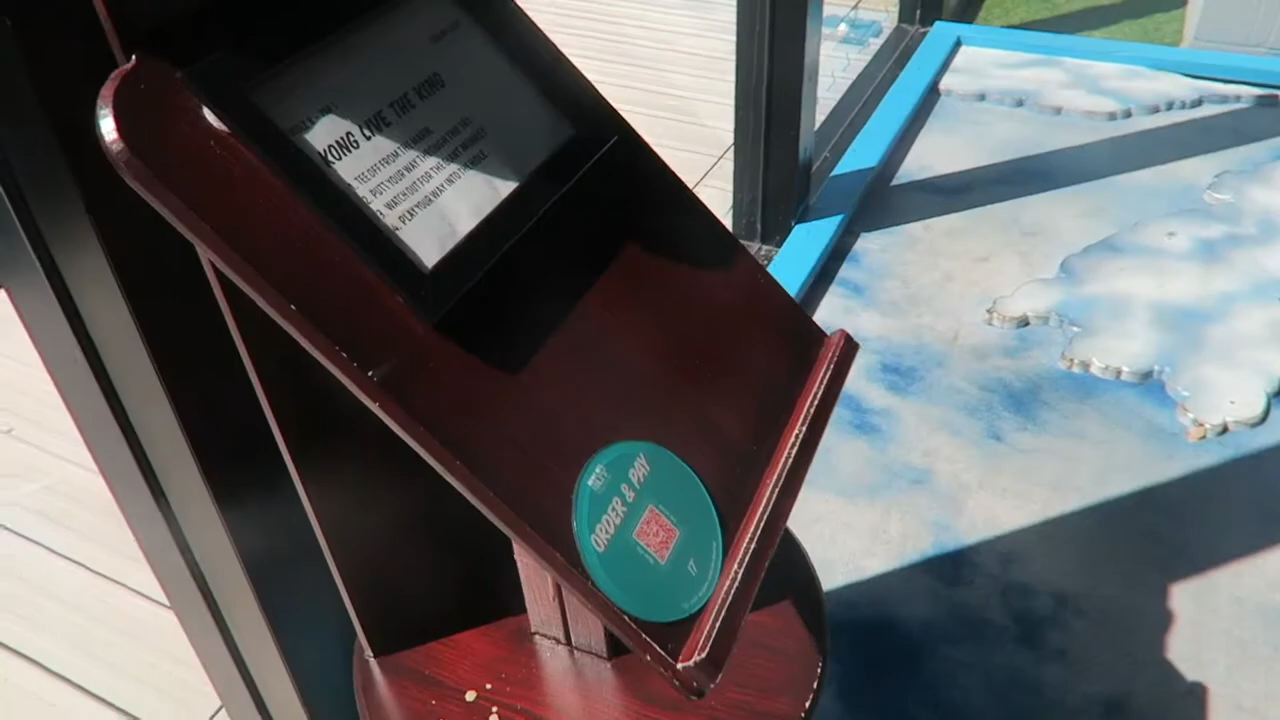 KONG LIVE THE KING
1. TEE OFF FROM THE MARK.
2. PUTT YOUR WAY THROUGH THE SKY.
3. WATCH OUT FOR THE GIANT MONKEY!
4. PLAY YOUR WAY INTO THE HOLE.
ORDER & PAY
17